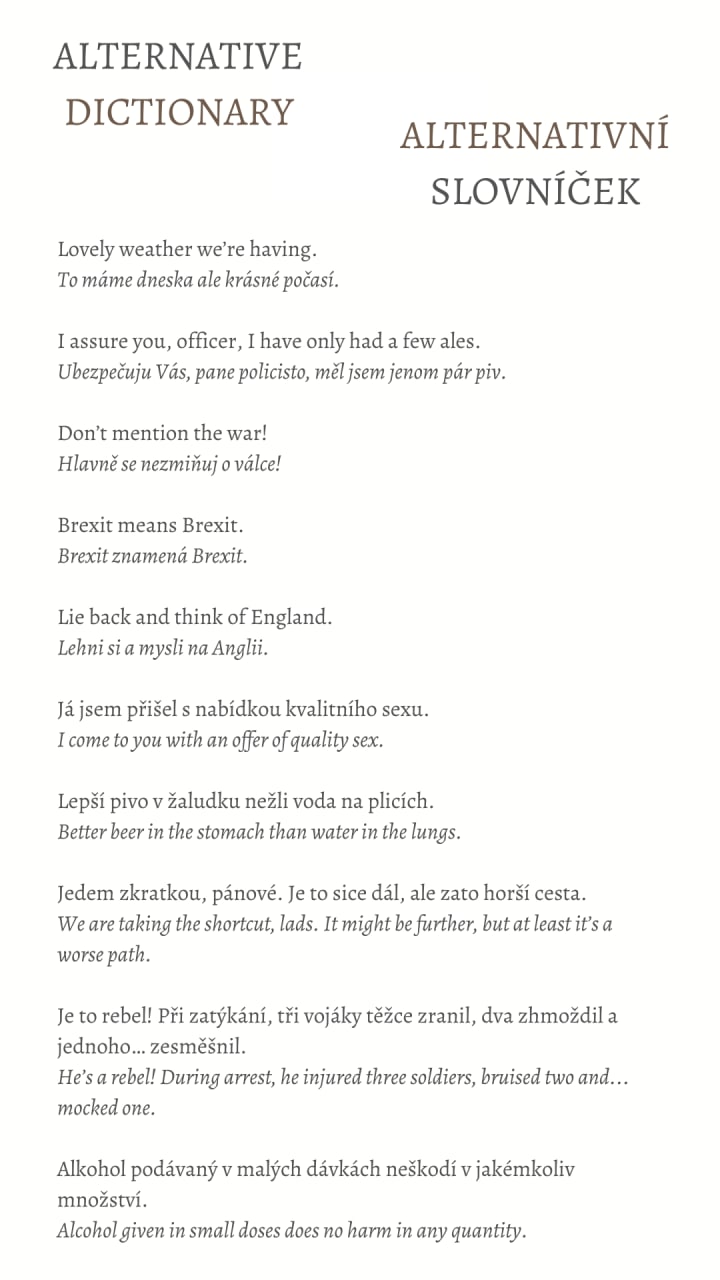 ALTERNATIVE
DICTIONARY
ALTERNATIVNÍ
SLOVNÍČEK
Lovely weather we’re having.
To máme dneska ale krásné počasí.
I assure you, officer, I have only had a few ales.
Ubezpečuju Vás, pane policisto, měl jsem jenom pár piv.
Don’t mention the war!
Hlavně se nezmiňuj o válce!
Brexit means Brexit.
Brexit znamená Brexit.
Lie back and think of England.
Lehni si a mysli na Anglii.
Já jsem přišel s nabídkou kvalitního sexu.
I come to you with an offer of quality sex.
Lepší pivo v žaludku nežli voda na plicích.
Better beer in the stomach than water in the lungs.
Jedem zkratkou, pánové. Je to sice dál, ale zato horší cesta.
We are taking the shortcut, lads. It might be further, but at least it’s a
worse path.
Je to rebel! Při zatýkání, tři vojáky těžce zranil, dva zhmoždil a
jednoho… zesměšnil.
He’s a rebel! During arrest, he injured three soldiers, bruised two and…
mocked one.
Alkohol podávaný v malých dávkách neškodí v jakémkoliv
množství.
Alcohol given in small doses does no harm in any quantity.